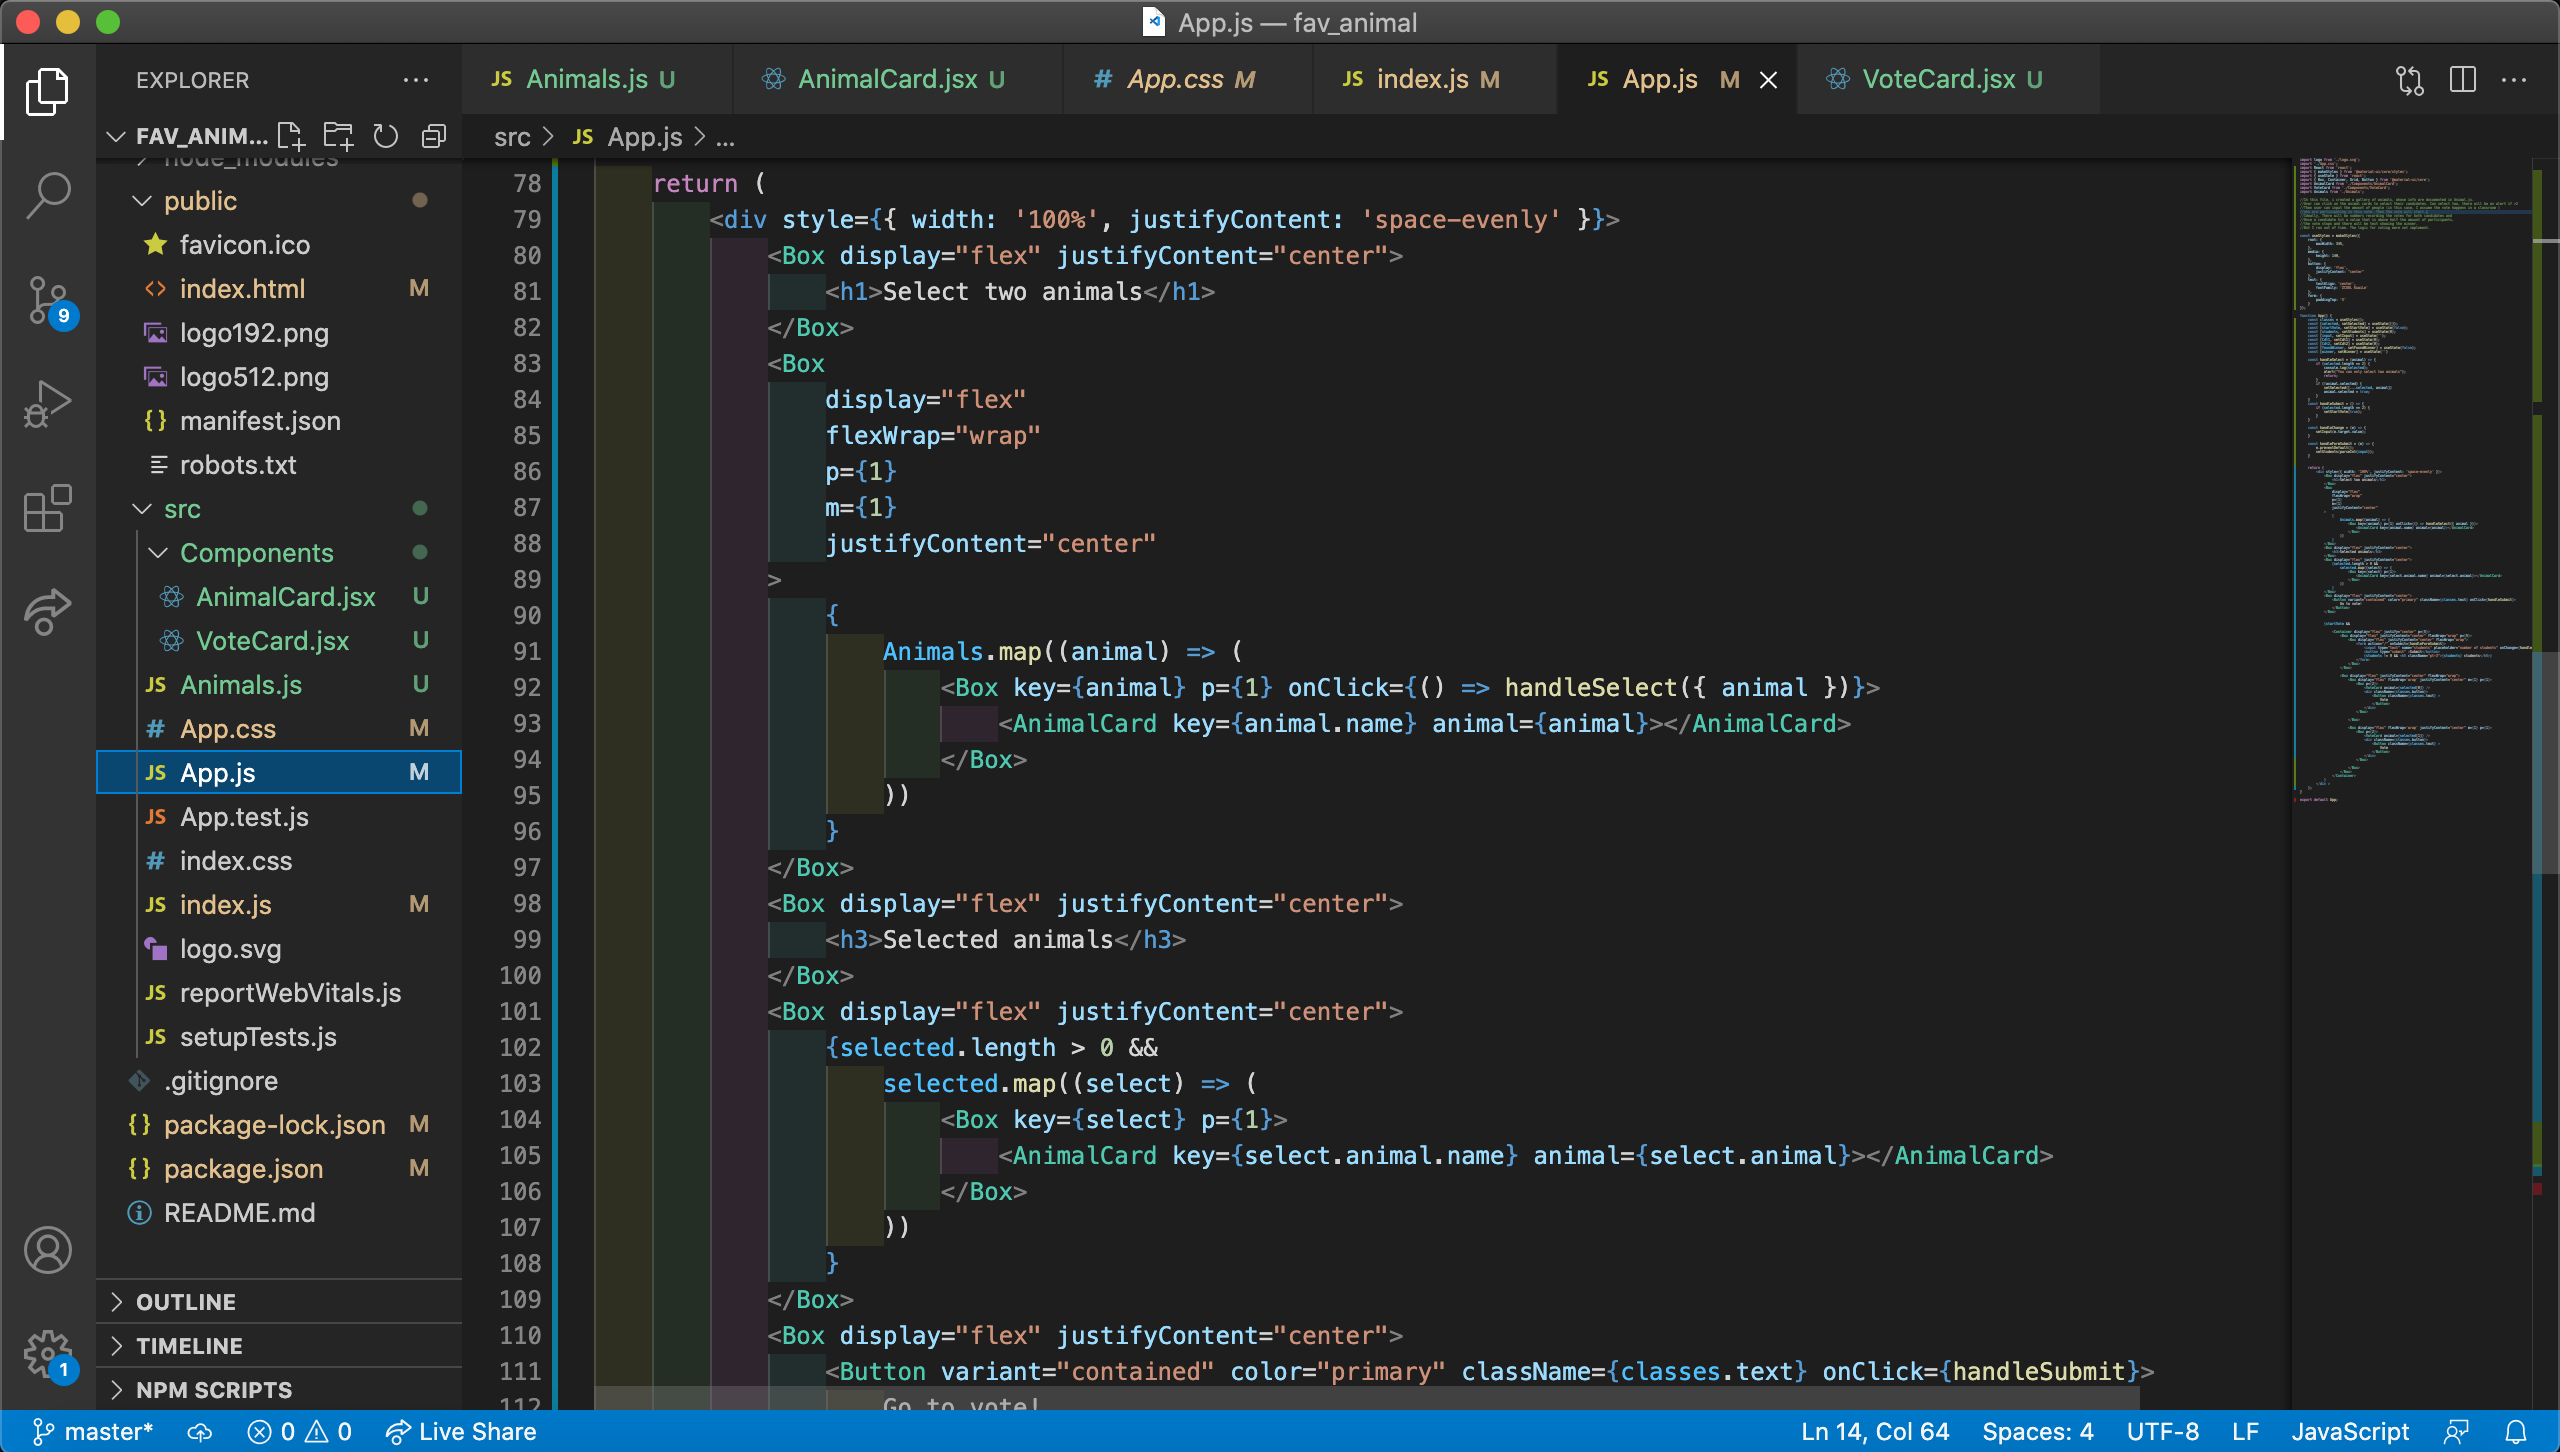 App.js — fav_animal
EXPLORER
JS Animals.js U
AnimalCard.jsx U
# App.css M
JS index.js M
JS App.js M
VoteCard.jsx U
FAV_ANIM...
src > JS App.js > ...
node_modules
public
favicon.ico
<> index.html M
logo192.png
logo512.png
{} manifest.json
robots.txt
src
Components
AnimalCard.jsx U
VoteCard.jsx U
JS Animals.js U
# App.css M
JS App.js M
JS App.test.js
# index.css
JS index.js M
logo.svg
JS reportWebVitals.js
JS setupTests.js
.gitignore
{} package-lock.json M
{} package.json M
README.md
OUTLINE
TIMELINE
NPM SCRIPTS
9
1
78 return (
79 <div style={{ width: '100%', justifyContent: 'space-evenly' }}>
80 <Box display="flex" justifyContent="center">
81 <h1>Select two animals</h1>
82 </Box>
83 <Box
84 display="flex"
85 flexWrap="wrap"
86 p={1}
87 m={1}
88 justifyContent="center"
89 >
90 {
91 Animals.map((animal) => (
92 <Box key={animal} p={1} onClick={() => handleSelect({ animal })}>
93 <AnimalCard key={animal.name} animal={animal}></AnimalCard>
94 </Box>
95 ))
96 }
97 </Box>
98 <Box display="flex" justifyContent="center">
99 <h3>Selected animals</h3>
100 </Box>
101 <Box display="flex" justifyContent="center">
102 {selected.length > 0 &&
103 selected.map((select) => (
104 <Box key={select} p={1}>
105 <AnimalCard key={select.animal.name} animal={select.animal}></AnimalCard>
106 </Box>
107 ))
108 }
109 </Box>
110 <Box display="flex" justifyContent="center">
111 <Button variant="contained" color="primary" className={classes.text} onClick={handleSubmit}>
112 Go to vote!
master* 0 0 Live Share
Ln 14, Col 64 Spaces: 4 UTF-8 LF JavaScript